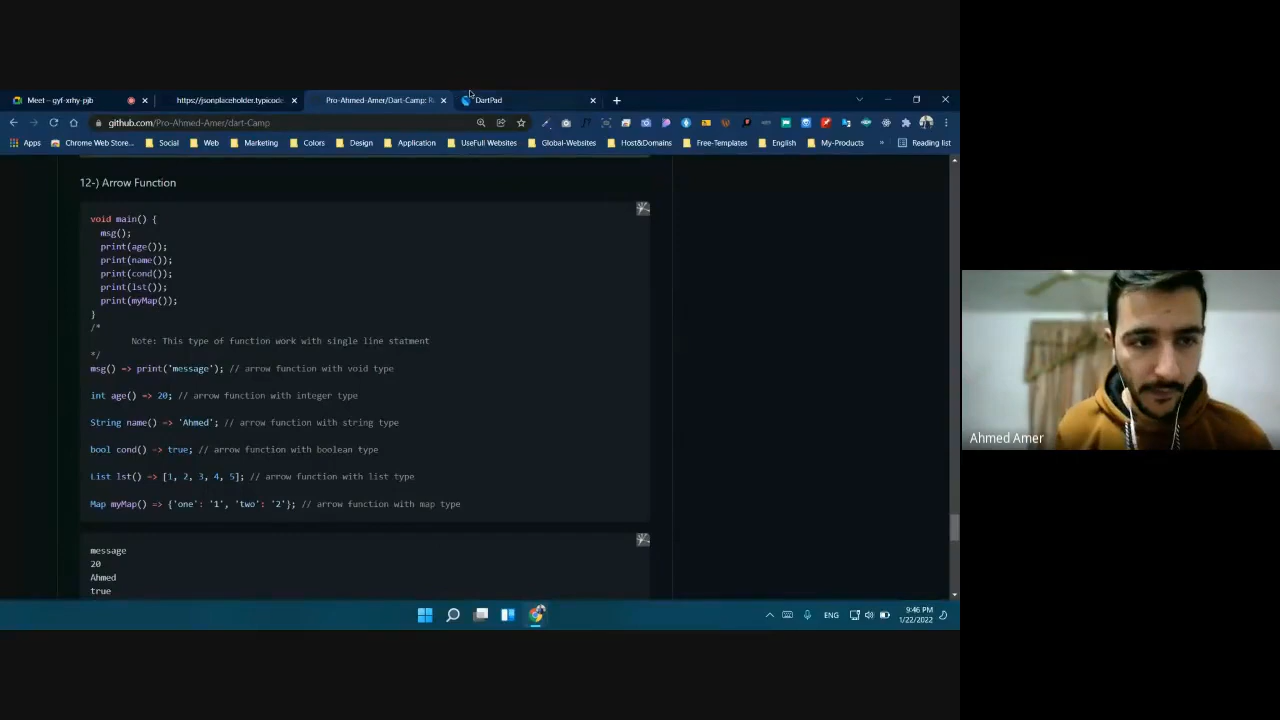 Meet – gyf-xrhy-pjb
https://jsonplaceholder.typicode.
Pro-Ahmed-Amer/Dart-Camp: R
DartPad
github.com/Pro-Ahmed-Amer/dart-Camp
Apps
Chrome Web Store...
Social
Web
Marketing
Colors
Design
Application
UseFull Websites
Global-Websites
Host&Domains
Free-Templates
English
My-Products
»
Reading list
12-) Arrow Function
void main() {
msg();
print(age());
print(name());
print(cond());
print(lst());
print(myMap());
}
/*
Note: This type of function work with single line statment
*/
msg() => print('message'); // arrow function with void type
int age() => 20; // arrow function with integer type
String name() => 'Ahmed'; // arrow function with string type
bool cond() => true; // arrow function with boolean type
List lst() => [1, 2, 3, 4, 5]; // arrow function with list type
Map myMap() => {'one': '1', 'two': '2'}; // arrow function with map type
message
20
Ahmed
true
Ahmed Amer
ENG
9:46 PM
1/22/2022